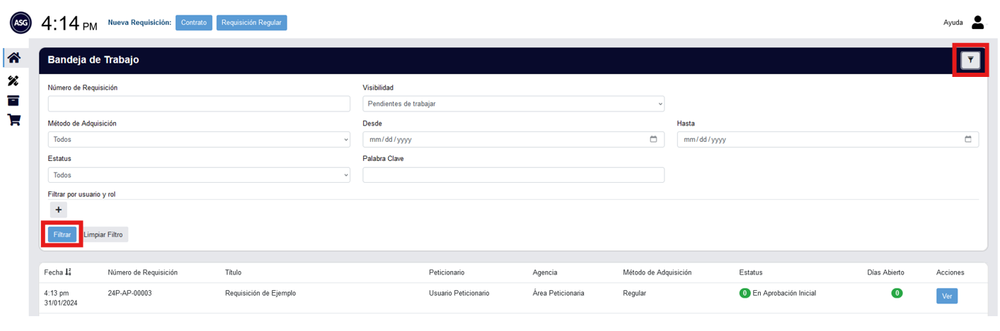 ASG
4:14 PM
Nueva Requisición:
Contrato
Requisición Regular
Ayuda
Bandeja de Trabajo
Número de Requisición
Visibilidad
Pendientes de trabajar
Método de Adquisición
Desde
Hasta
Todos
mm/dd/yyyy
mm/dd/yyyy
Estatus
Palabra Clave
Todos
Filtrar por usuario y rol
+
Filtrar
Limpiar Filtro
Fecha Número de Requisición Título Peticionario Agencia Método de Adquisición Estatus Días Abierto Acciones
4:13 pm 24P-AP-00003 Requisición de Ejemplo Usuario Peticionario Área Peticionaria Regular 0 En Aprobación Inicial 0 Ver
31/01/2024